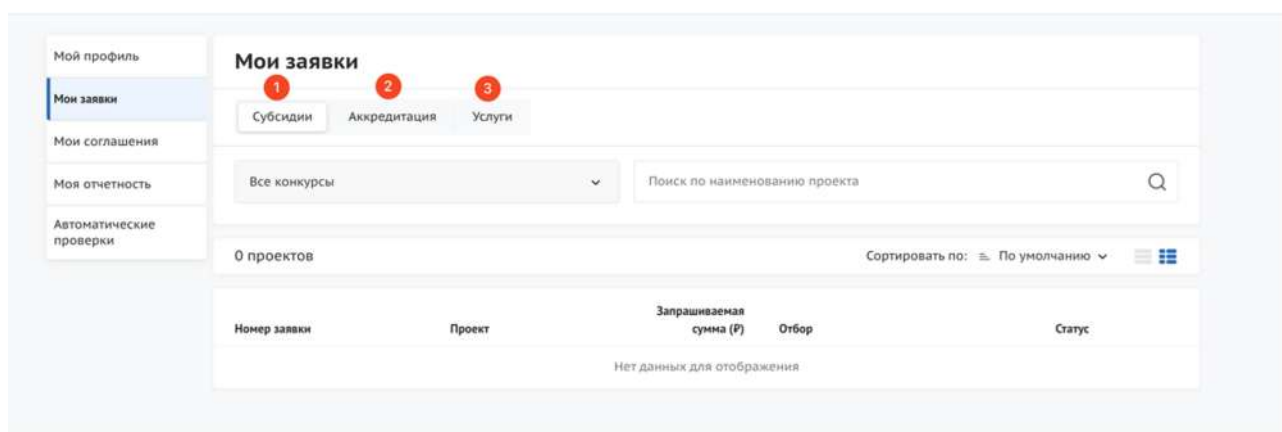 Мой профиль
Мои заявки
Мои соглашения
Моя отчетность
Автоматические
проверки
Мои заявки
1 2 3
Субсидии Аккредитация Услуги
Все конкурсы Поиск по наименованию проекта
0 проектов Сортировать по: По умолчанию
Запрашиваемая
Номер заявки Проект сумма (₽) Отбор Статус
Нет данных для отображения